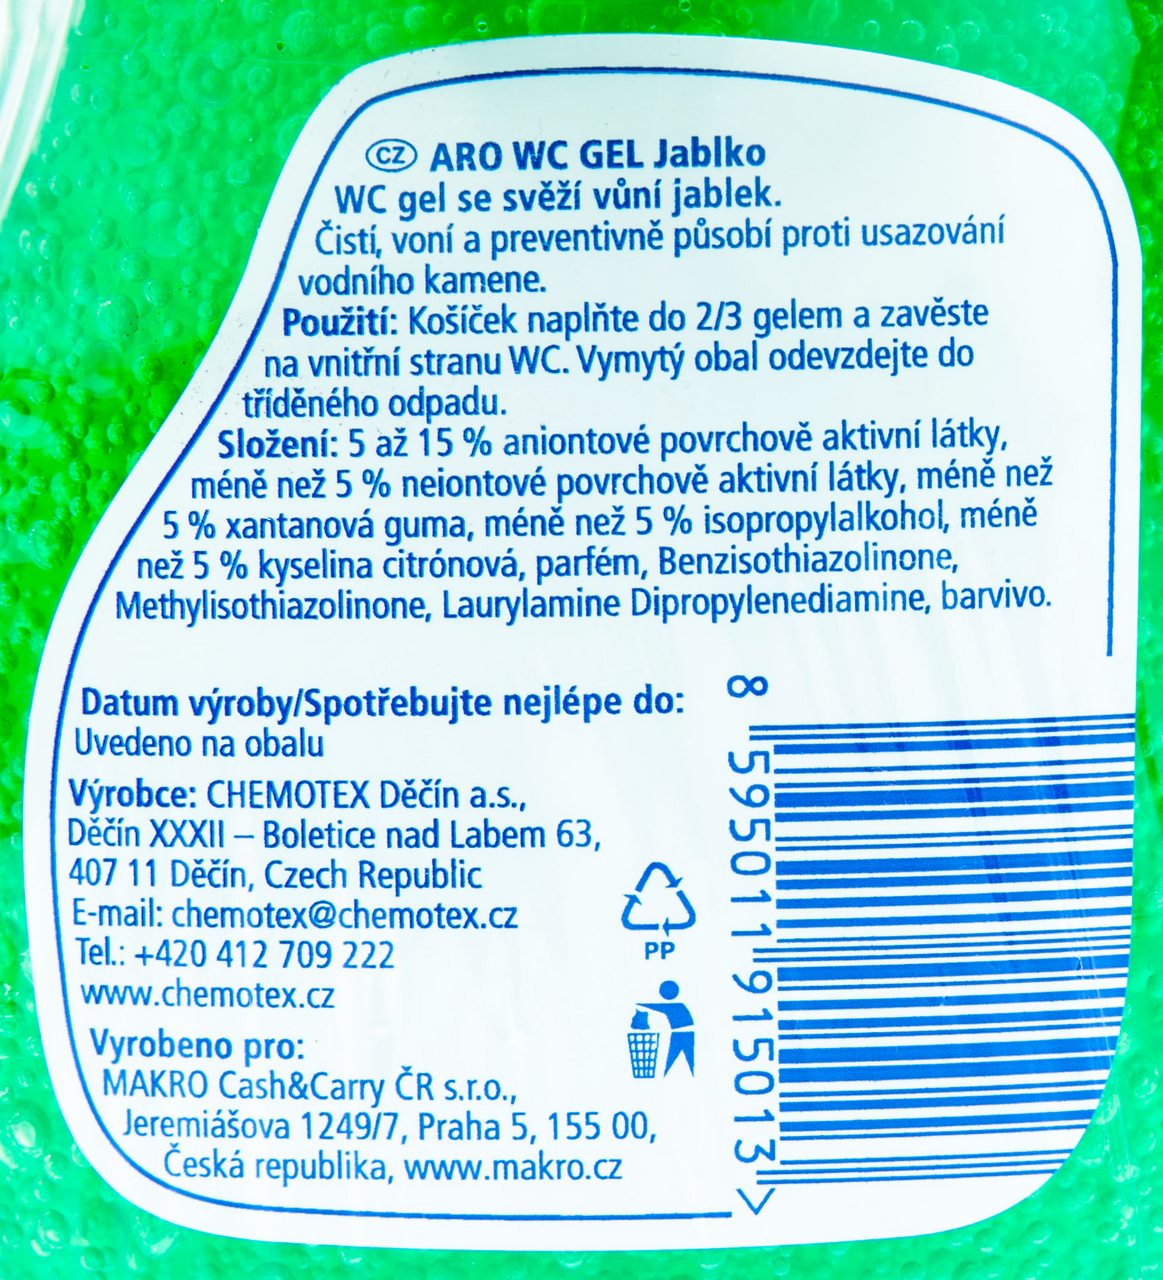 CZ ARO WC GEL Jablko
WC gel se svěží vůní jablek.
Čistí, voní a preventivně působí proti usazování
vodního kamene.
Použití: Košíček naplňte do 2/3 gelem a zavěste
na vnitřní stranu WC. Vymytý obal odevzdejte do
tříděného odpadu.
Složení: 5 až 15 % aniontové povrchově aktivní látky,
méně než 5 % neiontové povrchově aktivní látky, méně než
5 % xantanová guma, méně než 5 % isopropylalkohol, méně
než 5 % kyselina citrónová, parfém, Benzisothiazolinone,
Methylisothiazolinone, Laurylamine Dipropylenediamine, barvivo.
Datum výroby/Spotřebujte nejlépe do:
Uvedeno na obalu
Výrobce: CHEMOTEX Děčín a.s.,
Děčín XXXII – Boletice nad Labem 63,
407 11 Děčín, Czech Republic
E-mail: chemotex@chemotex.cz
Tel.: +420 412 709 222
www.chemotex.cz
Vyrobeno pro:
MAKRO Cash&Carry ČR s.r.o.,
Jeremiášova 1249/7, Praha 5, 155 00,
Česká republika, www.makro.cz
PP
8 595011 915013 >